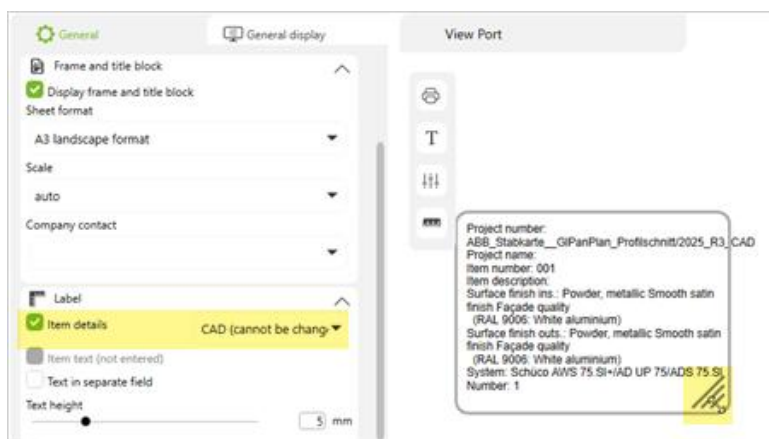 General
General display
View Port
Frame and title block
Display frame and title block
Sheet format
A3 landscape format
Scale
auto
Company contact
Label
Item details
CAD (cannot be chang
Item text (not entered)
Text in separate field
Text height
5 mm
T
Project number:
ABB_Stabkarte__GlPanPlan_Profilschnitt/2025_R3_CAD
Project name:
Item number: 001
Item description:
Surface finish ins.: Powder, metallic Smooth satin
finish Façade quality
(RAL 9006: White aluminium)
Surface finish outs.: Powder, metallic Smooth satin
finish Façade quality
(RAL 9006: White aluminium)
System: Schüco AWS 75.SI+/AD UP 75/ADS 75.SI
Number: 1